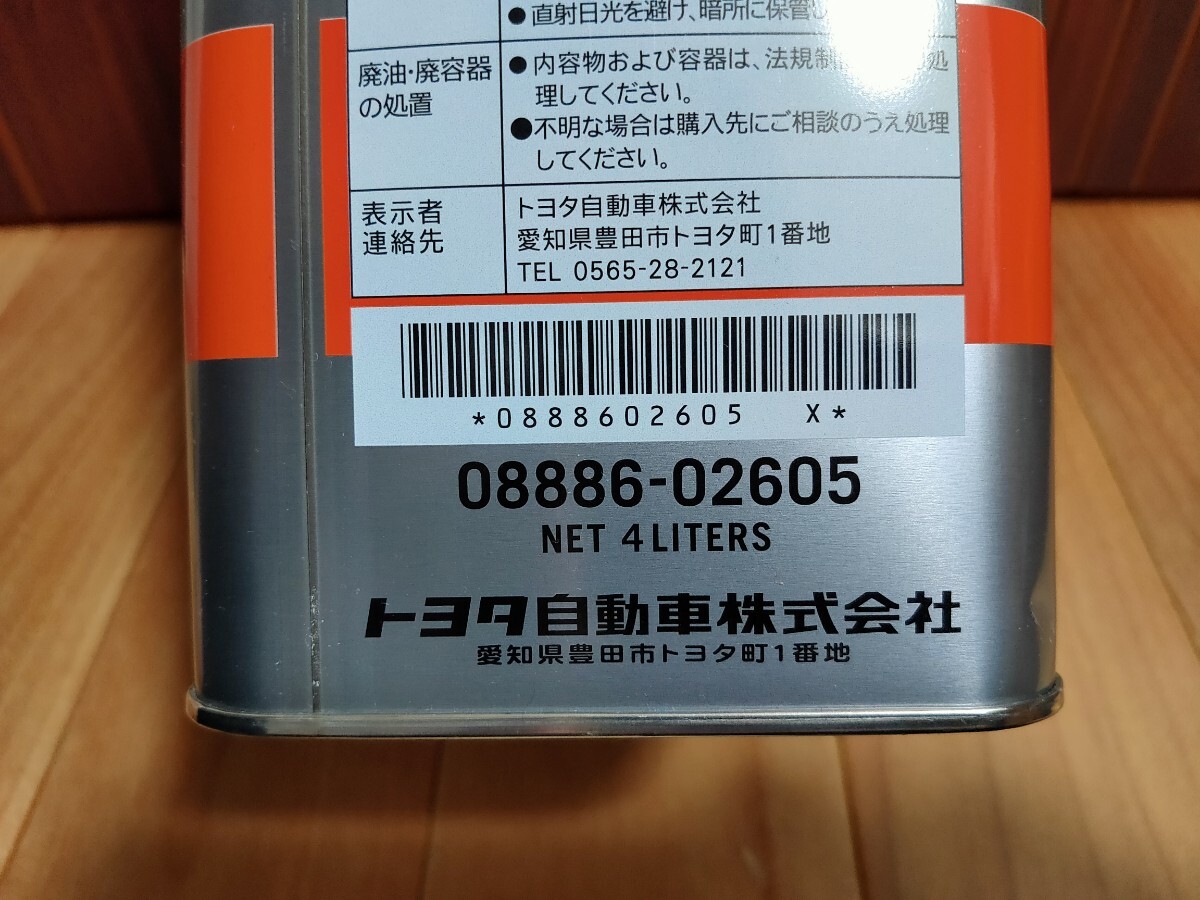 ●直射日光を避け、暗所に保管し
廃油・廃容器
の処置
●内容物および容器は、法規制
処
理してください。
●不明な場合は購入先にご相談のうえ処理
してください。
表示者
連絡先
トヨタ自動車株式会社
愛知県豊田市トヨタ町1番地
TEL 0565-28-2121
*0888602605 X*
08886-02605
NET 4 LITERS
トヨタ自動車株式会社
愛知県豊田市トヨタ町1番地